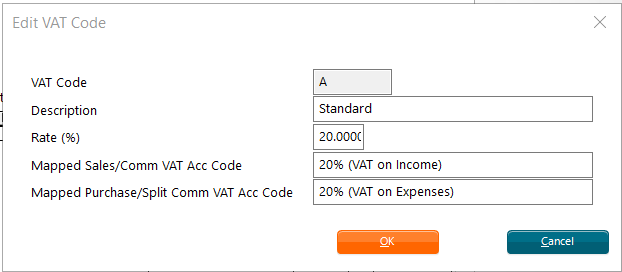 Edit VAT Code
VAT Code A
Description Standard
Rate (%) 20.000
Mapped Sales/Comm VAT Acc Code 20% (VAT on Income)
Mapped Purchase/Split Comm VAT Acc Code 20% (VAT on Expenses)
OK Cancel